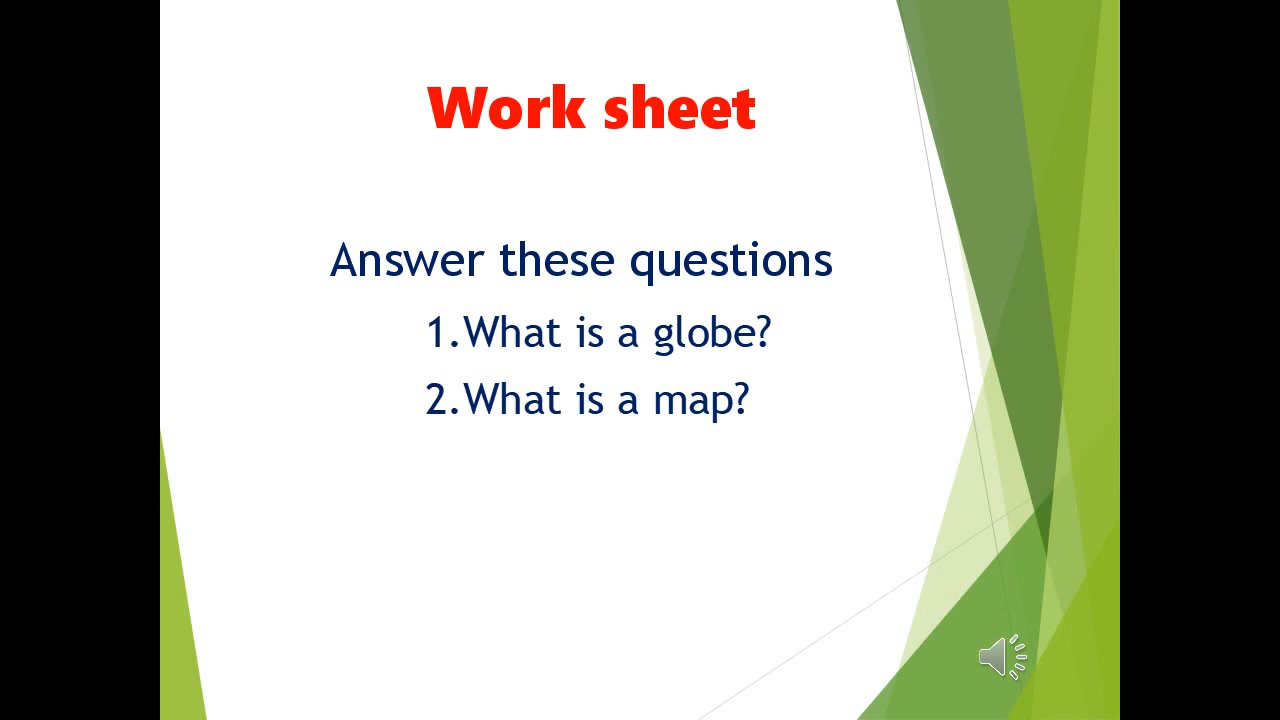 Work sheet
Answer these questions
1.What is a globe?
2.What is a map?